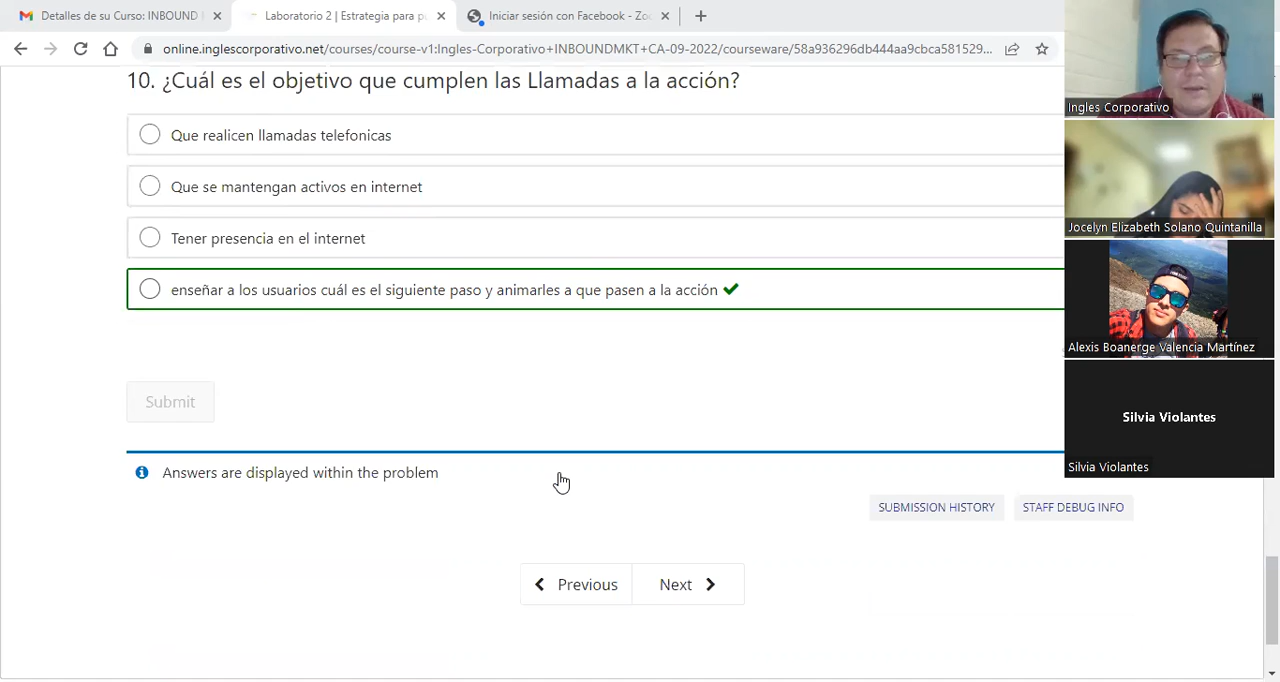 Detalles de su Curso: INBOUND
Laboratorio 2 | Estrategia para
Iniciar sesión con Facebook - Zoo
online.inglescorporativo.net/courses/course-v1:Ingles-Corporativo+INBOUNDMKT+CA-09-2022/courseware/58a936296db444aa9cbca581529...
10. ¿Cuál es el objetivo que cumplen las Llamadas a la acción?
Que realicen llamadas telefonicas
Que se mantengan activos en internet
Tener presencia en el internet
enseñar a los usuarios cuál es el siguiente paso y animarles a que pasen a la acción
Submit
Answers are displayed within the problem
SUBMISSION HISTORY
STAFF DEBUG INFO
Previous
Next
Ingles Corporativo
Jocelyn Elizabeth Solano Quintanilla
Alexis Boanerge Valencia Martínez
Silvia Violantes
Silvia Violantes